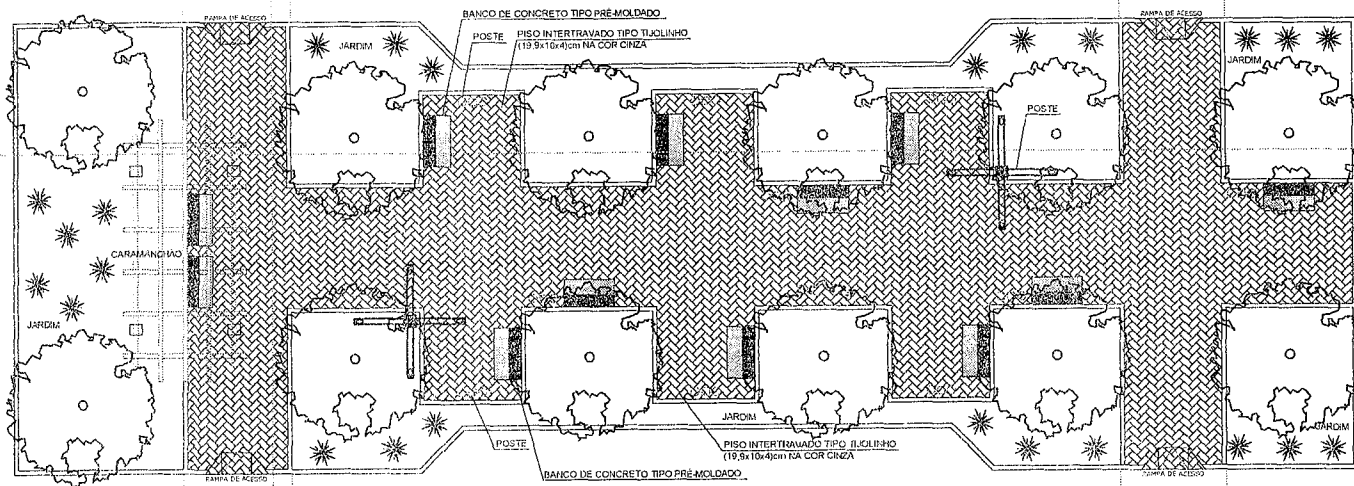 BANCO DE CONCRETO TIPO PRÉ-MOLDADO
RAMPA DE ACESSO
RAMPA DE ACESSO
JARDIM
POSTE
PISO INTERTRAVADO TIPO TIJOLINHO
(19,9x10x4)cm NA COR CINZA
JARDIM
POSTE
CARAMANCHÃO
JARDIM
JARDIM
JARDIM
POSTE
PISO INTERTRAVADO TIPO TIJOLINHO
(19,9x10x4)cm NA COR CINZA
BANCO DE CONCRETO TIPO PRÉ-MOLDADO
RAMPA DE ACESSO
RAMPA DE ACESSO